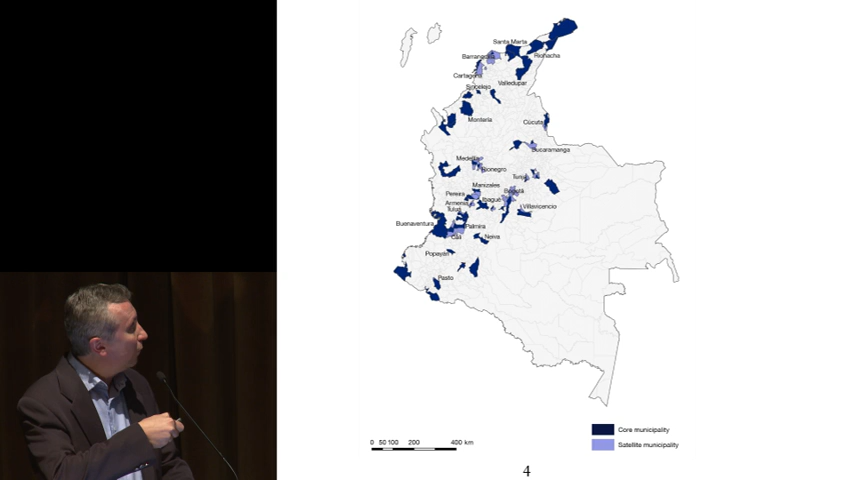 Santa Marta
Barranquilla
Riohacha
Cartagena
Valledupar
Sincelejo
Montería
Cúcuta
Bucaramanga
Medellín
Rionegro
Tunja
Manizales
Bogotá
Pereira
Ibagué
Armenia
Tuluá
Villavicencio
Buenaventura
Palmira
Cali
Neiva
Popayán
Pasto
Core municipality
Satellite municipality
0 50 100 200 400 km
4